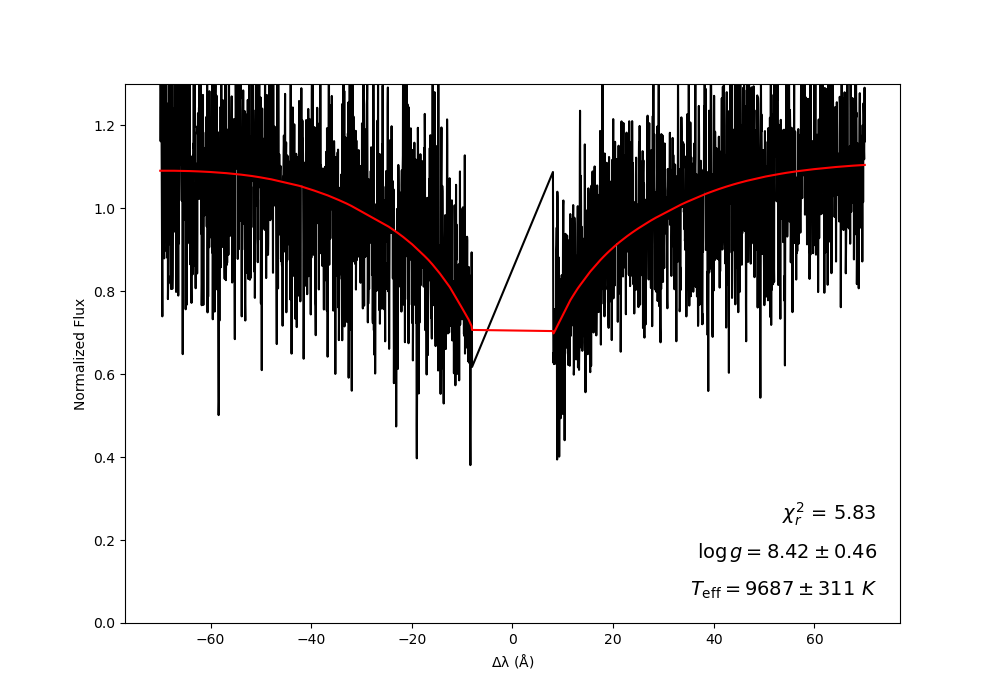 1.2
1.0
0.8
0.6
0.4
0.2
0.0
Normalized Flux
χ²ᵣ = 5.83
log g = 8.42 ± 0.46
T_eff = 9687 ± 311 K
−60 −40 −20 0 20 40 60
Δλ (Å)